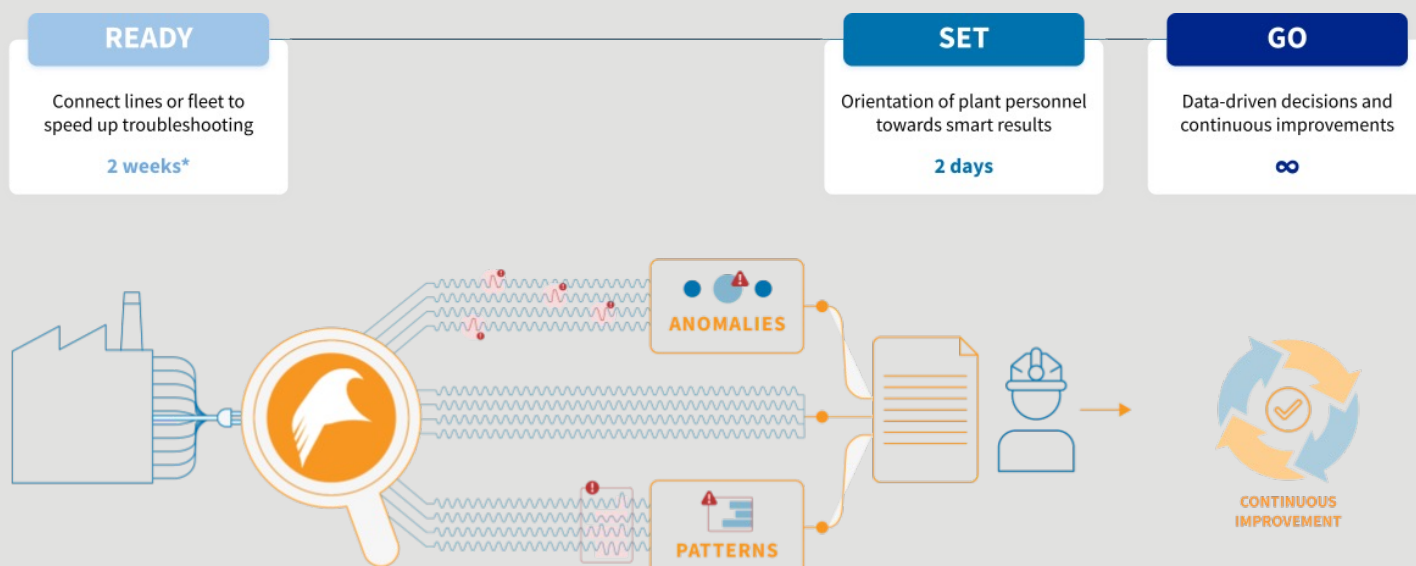 READY
Connect lines or fleet to
speed up troubleshooting
2 weeks*
SET
Orientation of plant personnel
towards smart results
2 days
GO
Data-driven decisions and
continuous improvements
∞
ANOMALIES
PATTERNS
CONTINUOUS
IMPROVEMENT